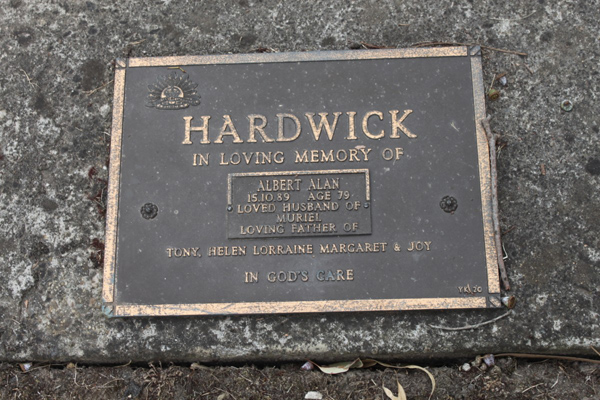 HARDWICK
IN LOVING MEMORY OF
ALBERT ALAN
15.10.89 AGE 79.
LOVED HUSBAND OF
MURIEL
LOVING FATHER OF
TONY, HELEN LORRAINE MARGARET & JOY
IN GOD'S CARE